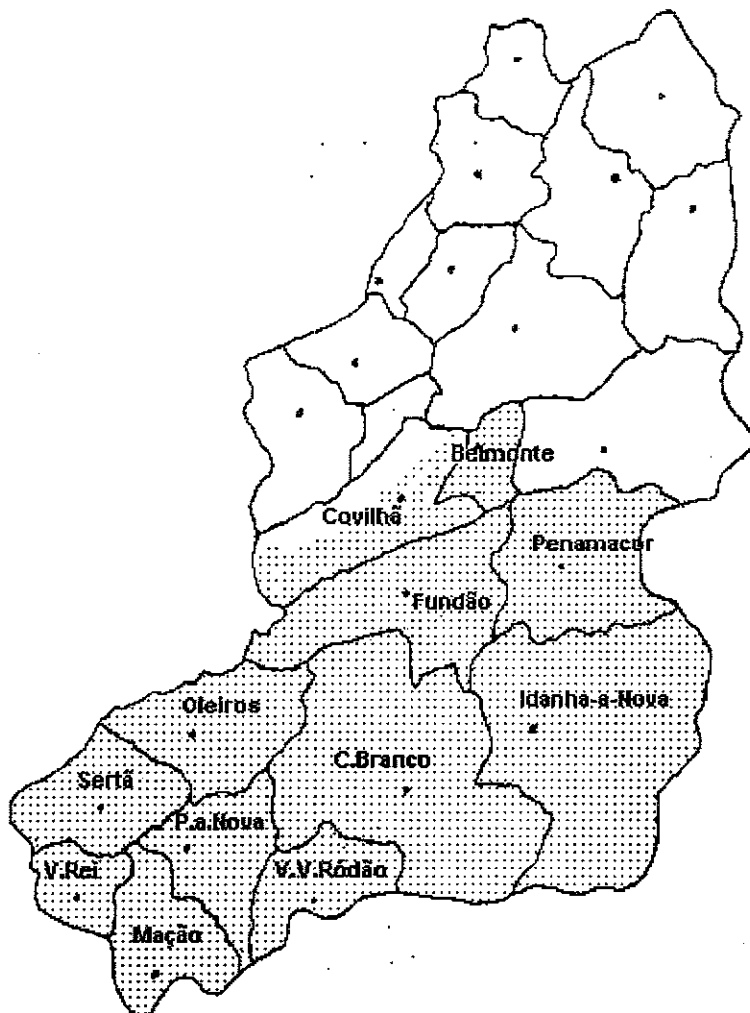 Belmonte
Covilhã
Penamacor
Fundão
Oleiros
Idanha-a-Nova
C.Branco
Sertã
P.a.Nova
V.Rei
V.V.Ródão
Mação